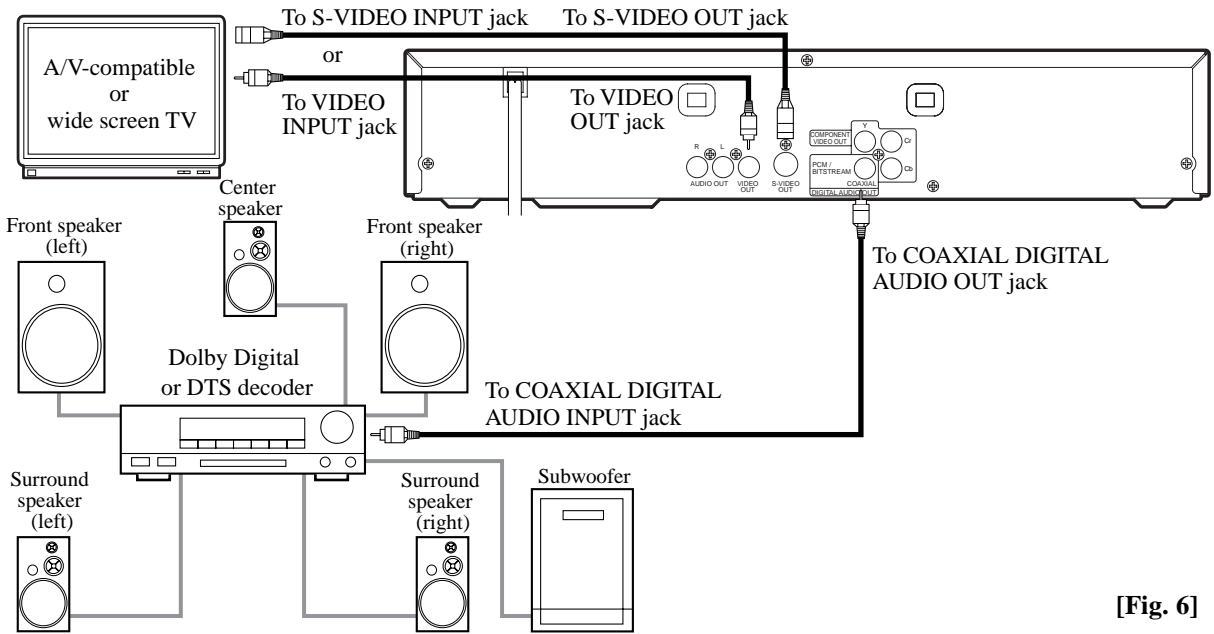 To S-VIDEO INPUT jack
To S-VIDEO OUT jack
or
A/V-compatible
or
wide screen TV
To VIDEO
INPUT jack
To VIDEO
OUT jack
R
L
AUDIO OUT
VIDEO
OUT
S-VIDEO
OUT
COMPONENT
VIDEO OUT
Y
Cr
PCM /
BITSTREAM
Cb
COAXIAL
DIGITAL AUDIO OUT
Center
speaker
Front speaker
(left)
Front speaker
(right)
To COAXIAL DIGITAL
AUDIO OUT jack
Dolby Digital
or DTS decoder
To COAXIAL DIGITAL
AUDIO INPUT jack
Surround
speaker
(left)
Surround
speaker
(right)
Subwoofer
[Fig. 6]